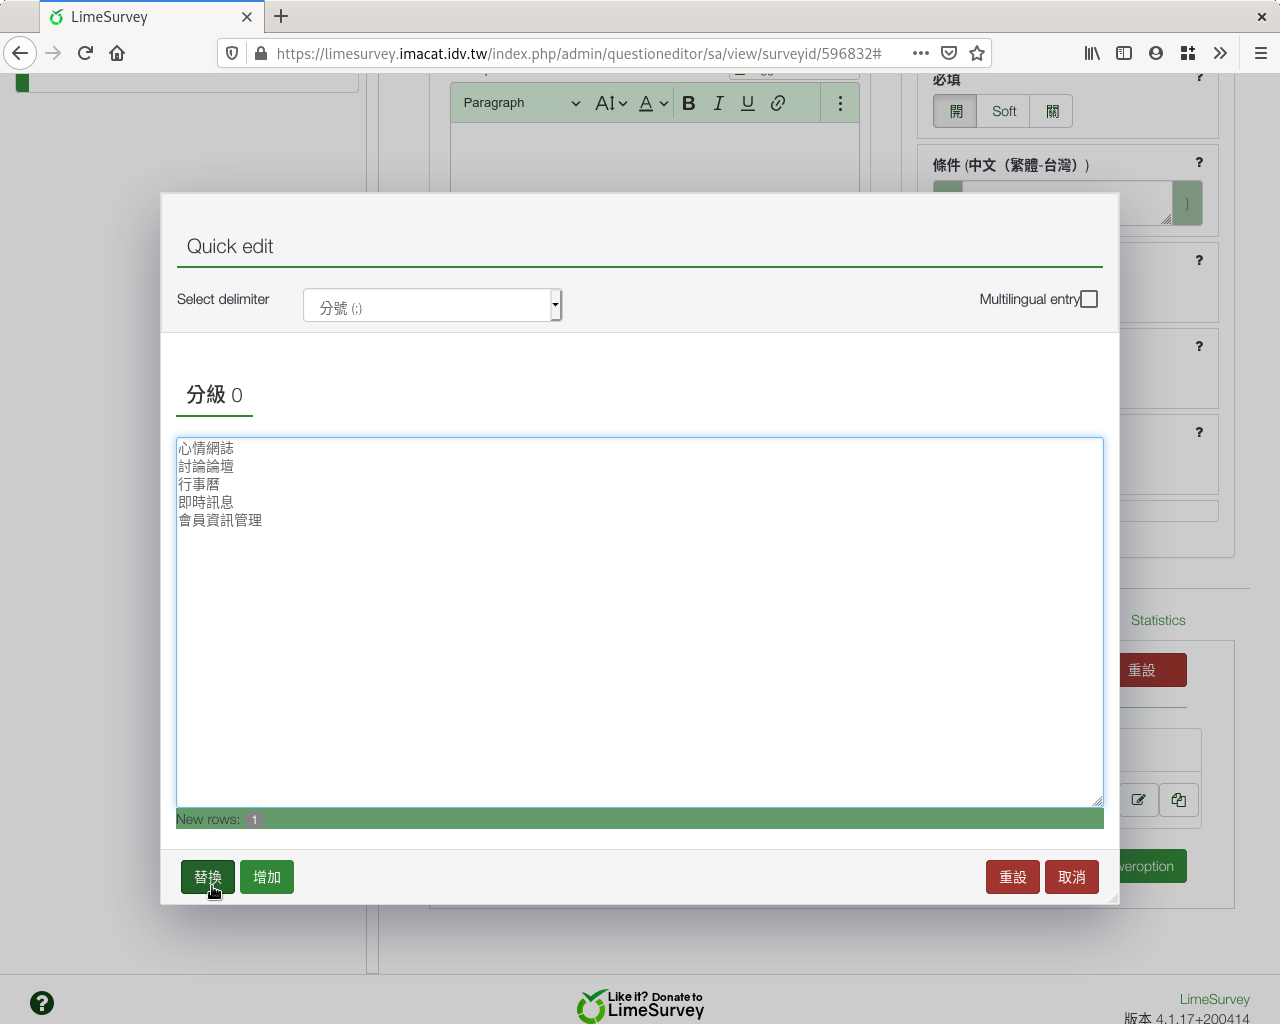 LimeSurvey
https://limesurvey.imacat.idv.tw/index.php/admin/questioneditor/sa/view/surveyid/596832#
必填
?
Paragraph
A
A
B
I
U
開
Soft
關
條件 (中文（繁體-台灣）)
?
}
Quick edit
?
Select delimiter
分號 (;)
Multilingual entry
?
分級 0
?
心情網誌
討論論壇
行事曆
即時訊息
會員資訊管理
Statistics
重設
New rows: 1
veroption
替換
增加
重設
取消
?
Like it? Donate to
LimeSurvey
LimeSurvey
版本 4.1.17+200414